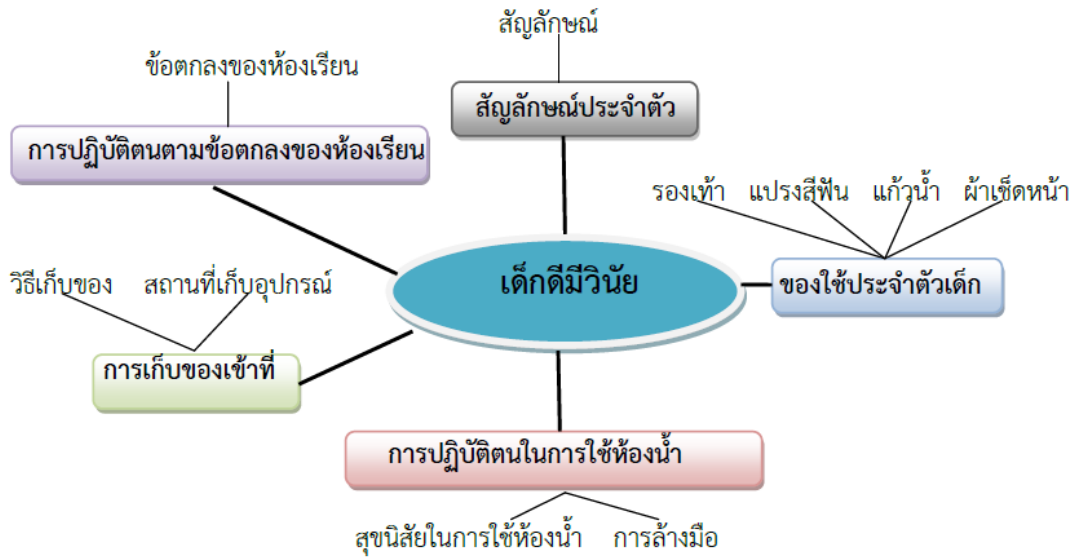 สัญลักษณ์
ข้อตกลงของห้องเรียน
สัญลักษณ์ประจำตัว
การปฏิบัติตนตามข้อตกลงของห้องเรียน
รองเท้า แปรงสีฟัน แก้วน้ำ ผ้าเช็ดหน้า
วิธีเก็บของ สถานที่เก็บอุปกรณ์
เด็กดีมีวินัย
ของใช้ประจำตัวเด็ก
การเก็บของเข้าที่
การปฏิบัติตนในการใช้ห้องน้ำ
สุขนิสัยในการใช้ห้องน้ำ การล้างมือ